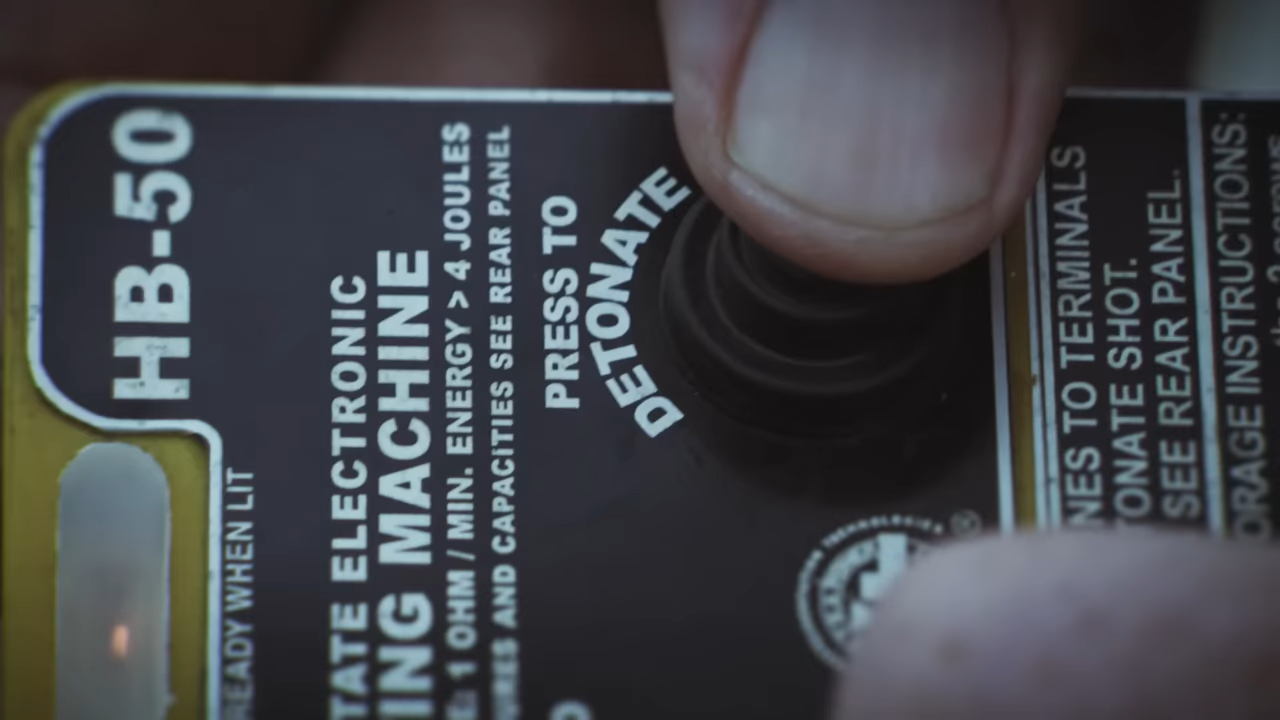 HB-50
READY WHEN LIT
TATE ELECTRONIC
ING MACHINE
1 OHM / MIN. ENERGY > 4 JOULES
AND CAPACITIES SEE REAR PANEL
PRESS TO
DETONATE
TECHNOLOGIES
NES TO TERMINALS
TONATE SHOT.
SEE REAR PANEL.
ORAGE INSTRUCTIONS: